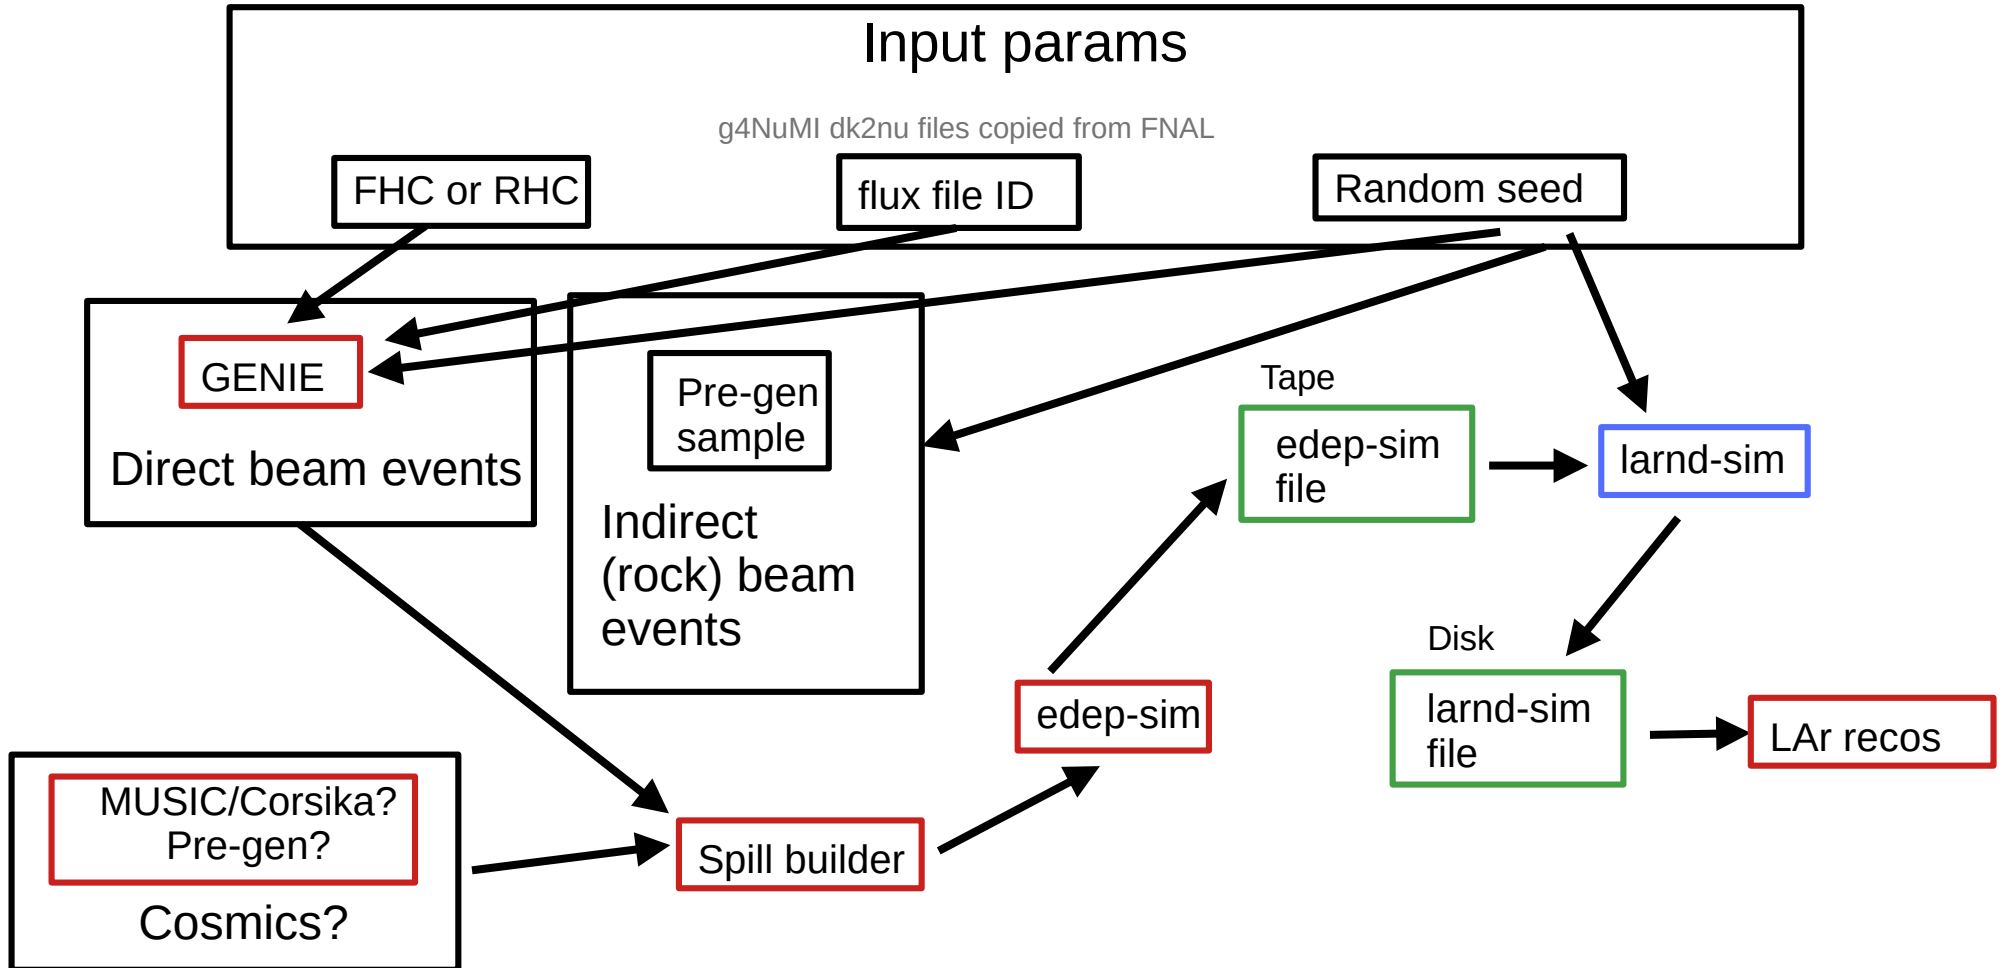 Input params
g4NuMI dk2nu files copied from FNAL
FHC or RHC
flux file ID
Random seed
GENIE
Direct beam events
Pre-gen
sample
Indirect
(rock) beam
events
Tape
edep-sim
file
larnd-sim
Disk
larnd-sim
file
LAr recos
edep-sim
MUSIC/Corsika?
Pre-gen?
Cosmics?
Spill builder